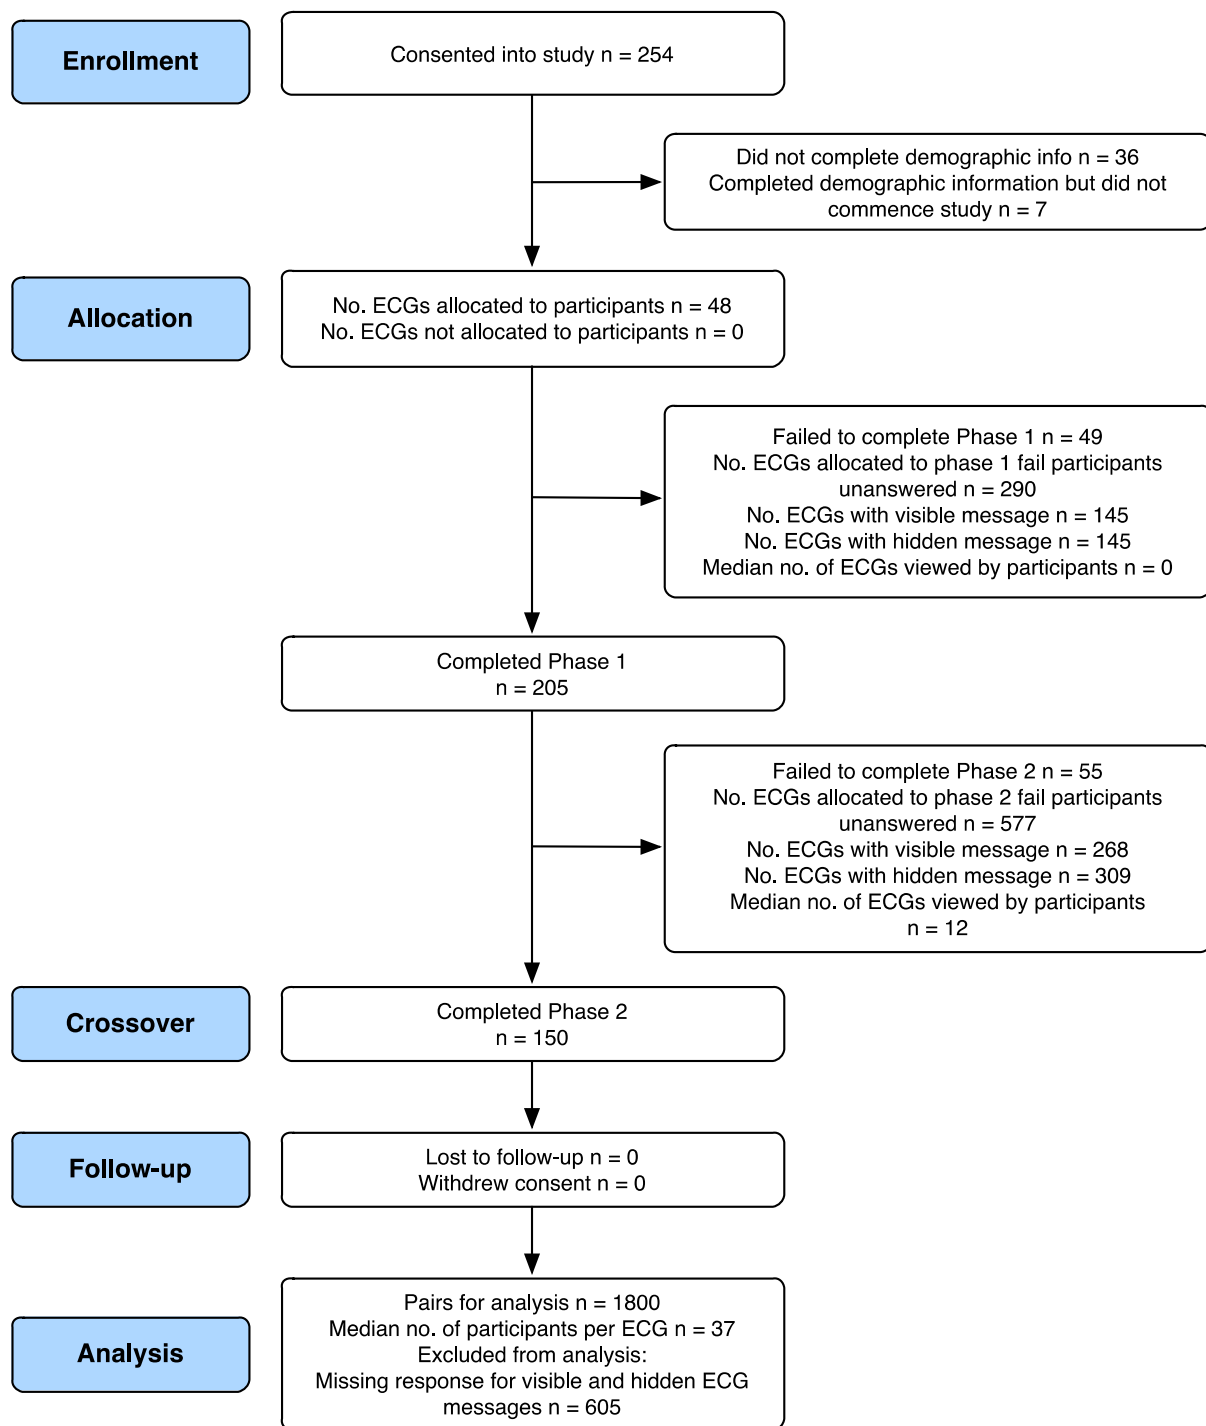 Enrollment
Consented into study n = 254
Did not complete demographic info n = 36
Completed demographic information but did not
commence study n = 7
Allocation
No. ECGs allocated to participants n = 48
No. ECGs not allocated to participants n = 0
Failed to complete Phase 1 n = 49
No. ECGs allocated to phase 1 fail participants
unanswered n = 290
No. ECGs with visible message n = 145
No. ECGs with hidden message n = 145
Median no. of ECGs viewed by participants n = 0
Completed Phase 1
n = 205
Failed to complete Phase 2 n = 55
No. ECGs allocated to phase 2 fail participants
unanswered n = 577
No. ECGs with visible message n = 268
No. ECGs with hidden message n = 309
Median no. of ECGs viewed by participants
n = 12
Crossover
Completed Phase 2
n = 150
Follow-up
Lost to follow-up n = 0
Withdrew consent n = 0
Analysis
Pairs for analysis n = 1800
Median no. of participants per ECG n = 37
Excluded from analysis:
Missing response for visible and hidden ECG
messages n = 605